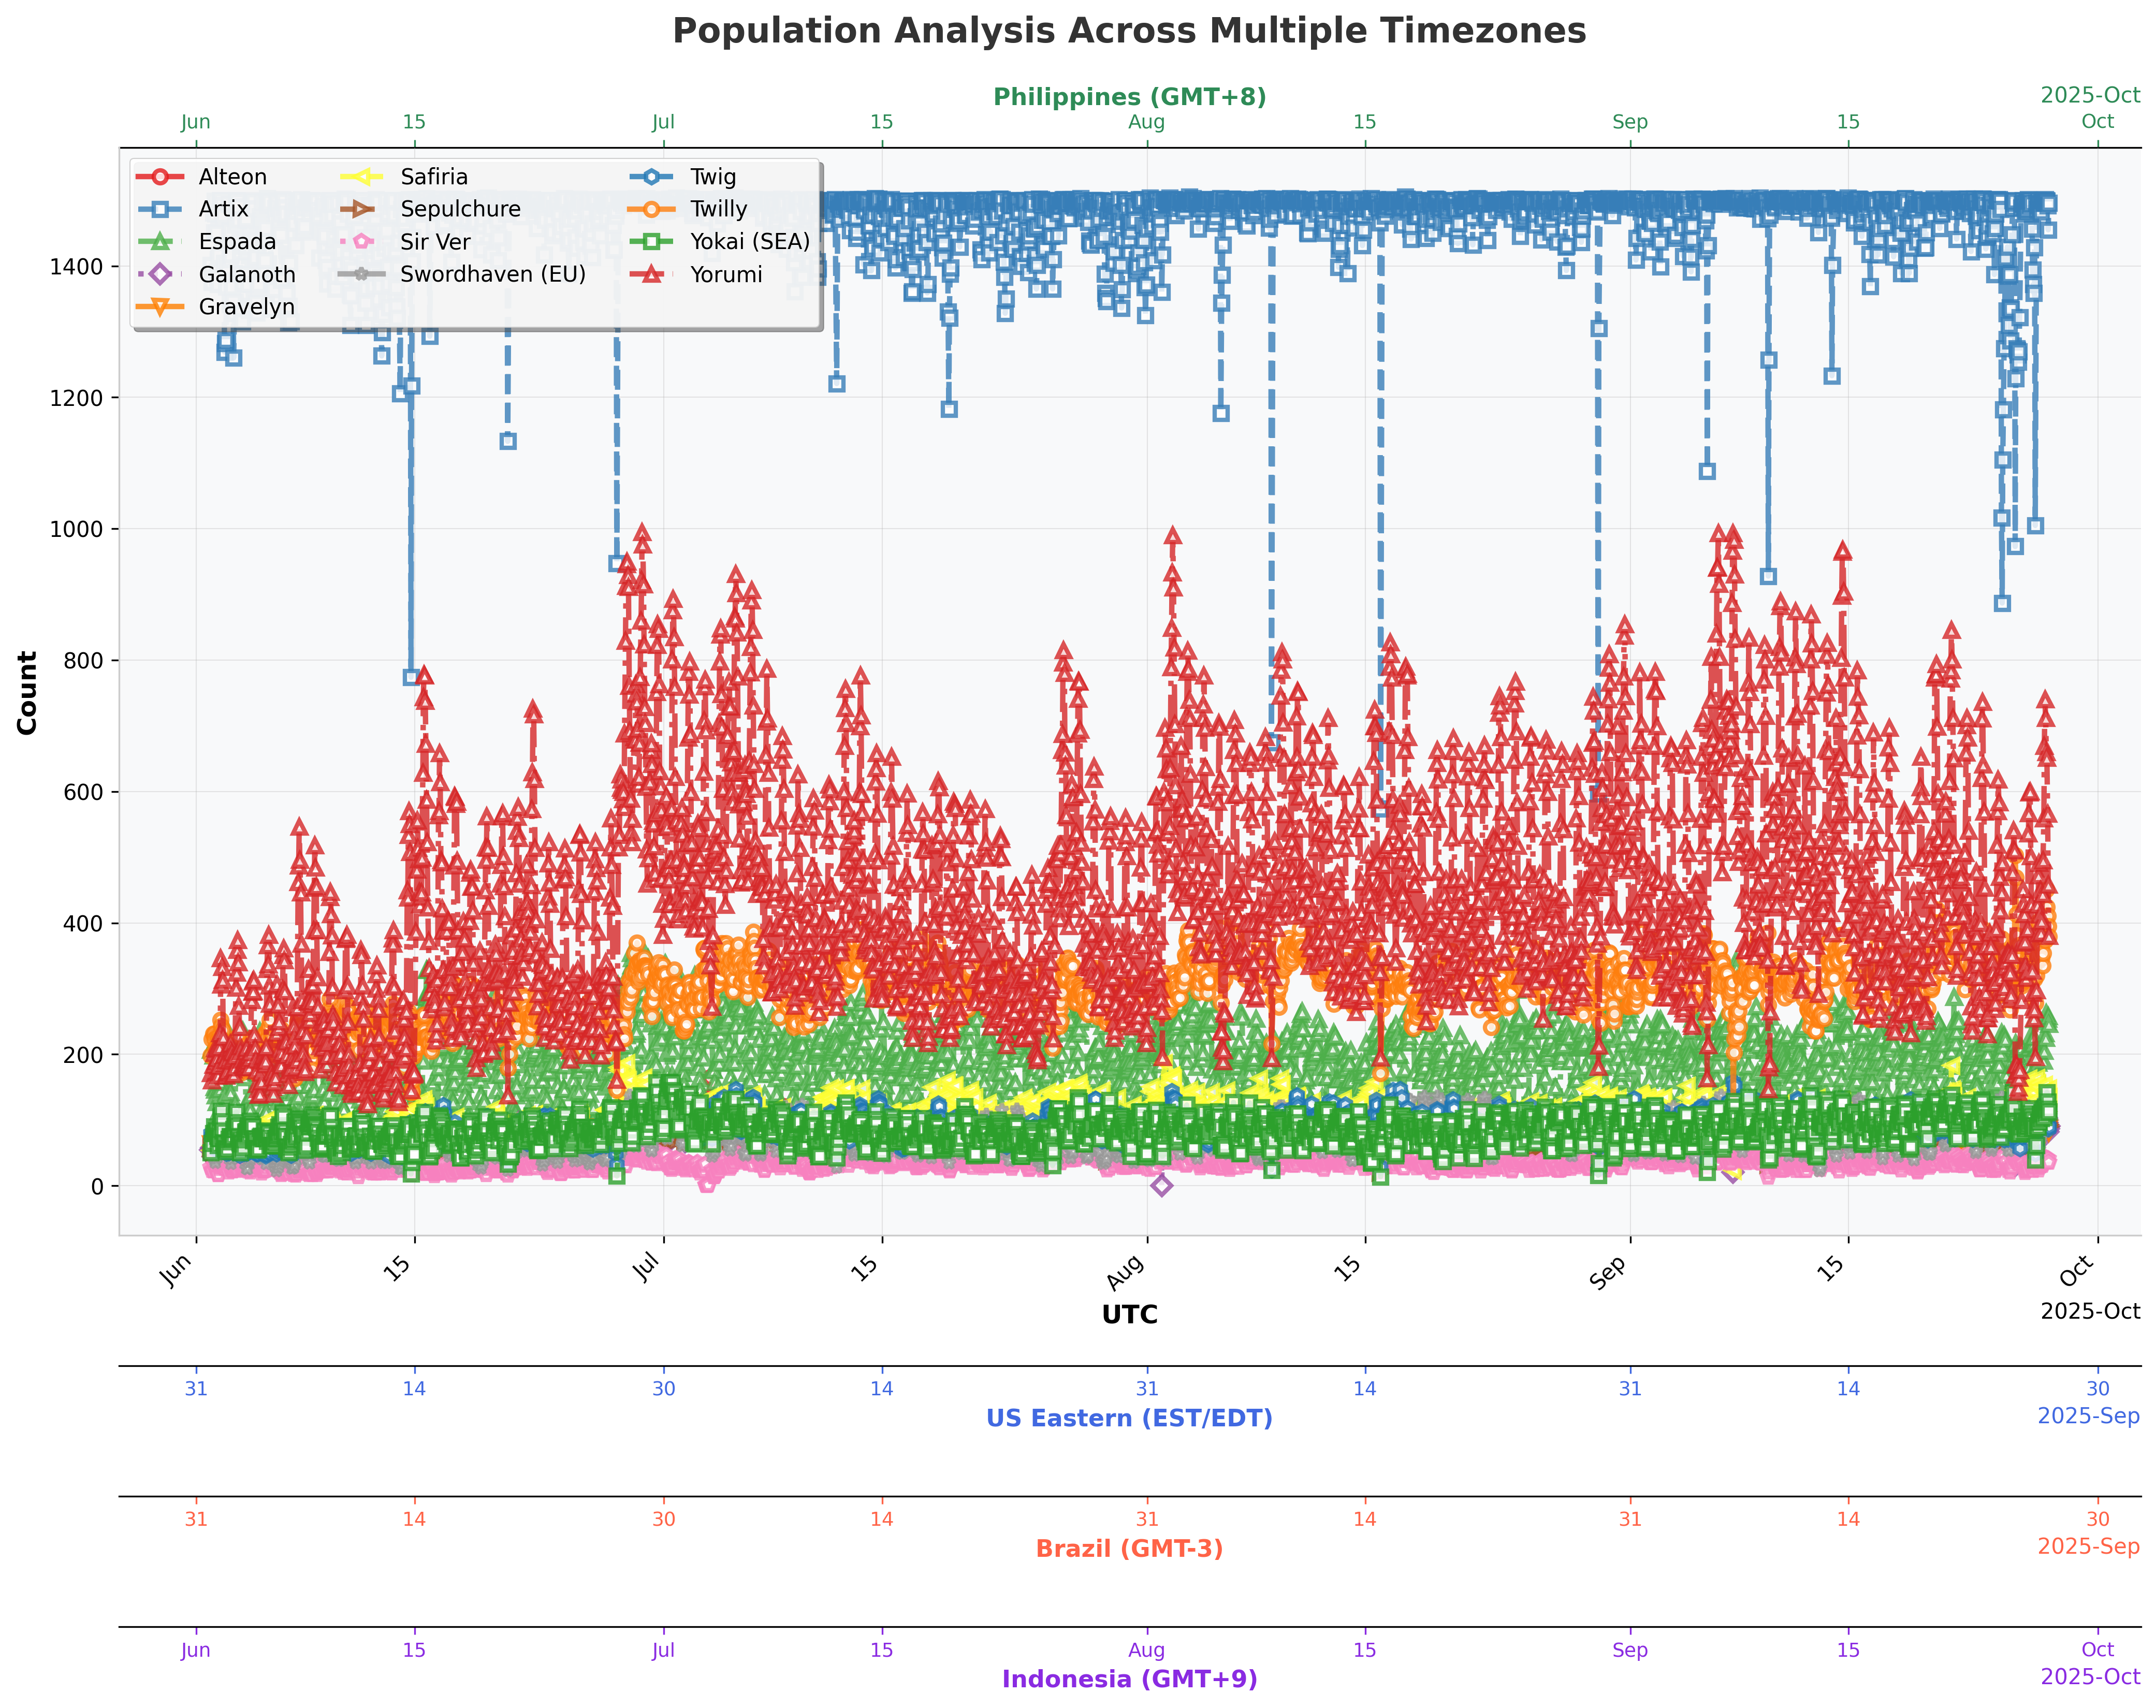 Population Analysis Across Multiple Timezones
Philippines (GMT+8)
2025-Oct
Jun 15 Jul 15 Aug 15 Sep 15 Oct
Alteon Safiria Twig
Artix Sepulchure Twilly
Espada Sir Ver Yokai (SEA)
Galanoth Swordhaven (EU) Yorumi
Gravelyn
Count
1400
1200
1000
800
600
400
200
0
Jun 15 Jul 15 Aug 15 Sep 15 Oct
UTC
2025-Oct
31 14 30 14 31 14 31 14 30
US Eastern (EST/EDT)
2025-Sep
31 14 30 14 31 14 31 14 30
Brazil (GMT-3)
2025-Sep
Jun 15 Jul 15 Aug 15 Sep 15 Oct
Indonesia (GMT+9)
2025-Oct